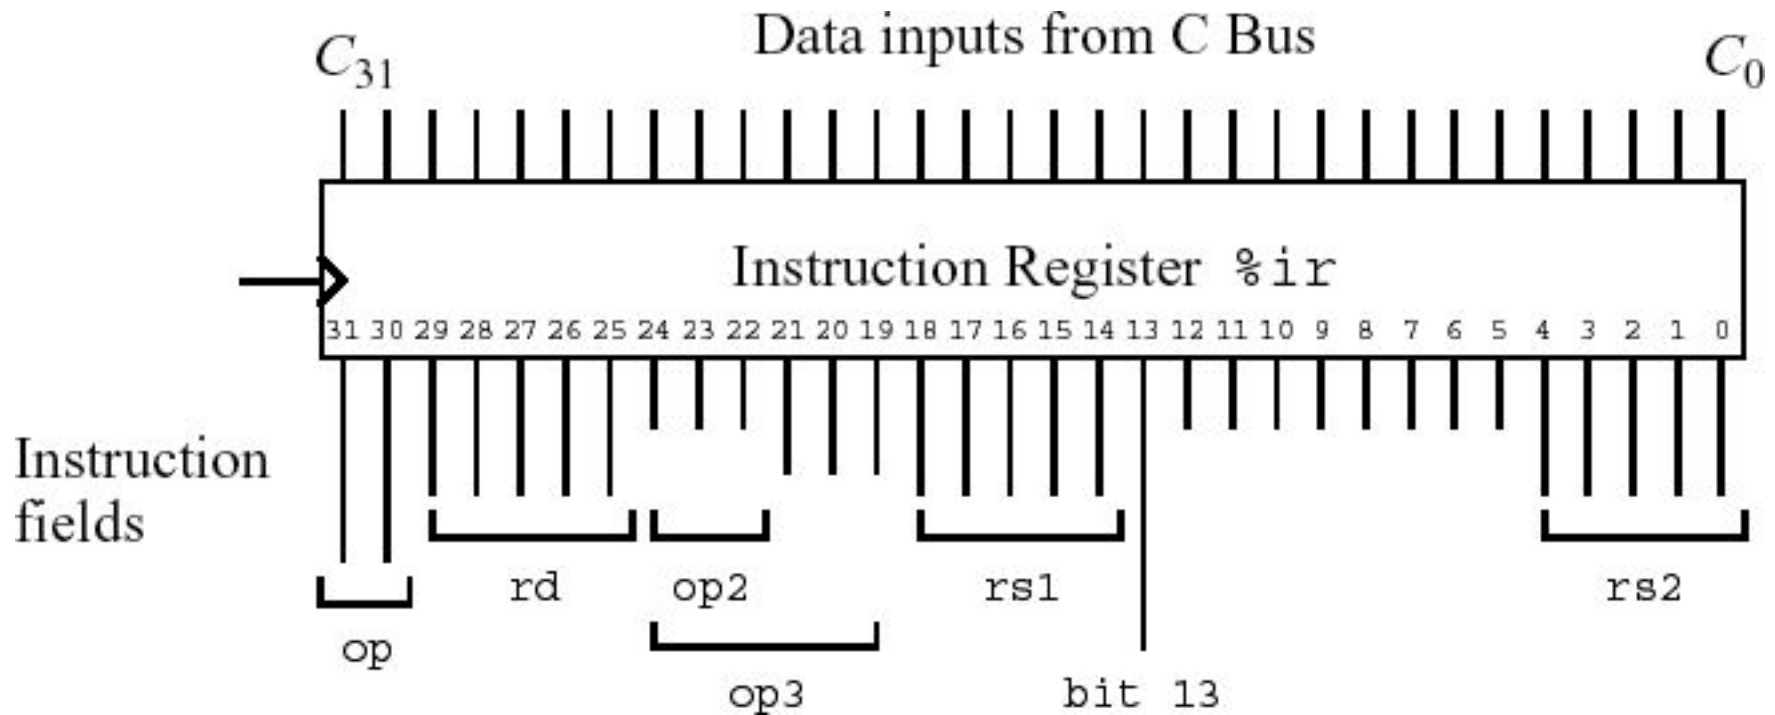 Data inputs from C Bus
C31 C0
Instruction Register %ir
31 30 29 28 27 26 25 24 23 22 21 20 19 18 17 16 15 14 13 12 11 10 9 8 7 6 5 4 3 2 1 0
Instruction
fields
rd op2 rs1 rs2
op
op3 bit 13